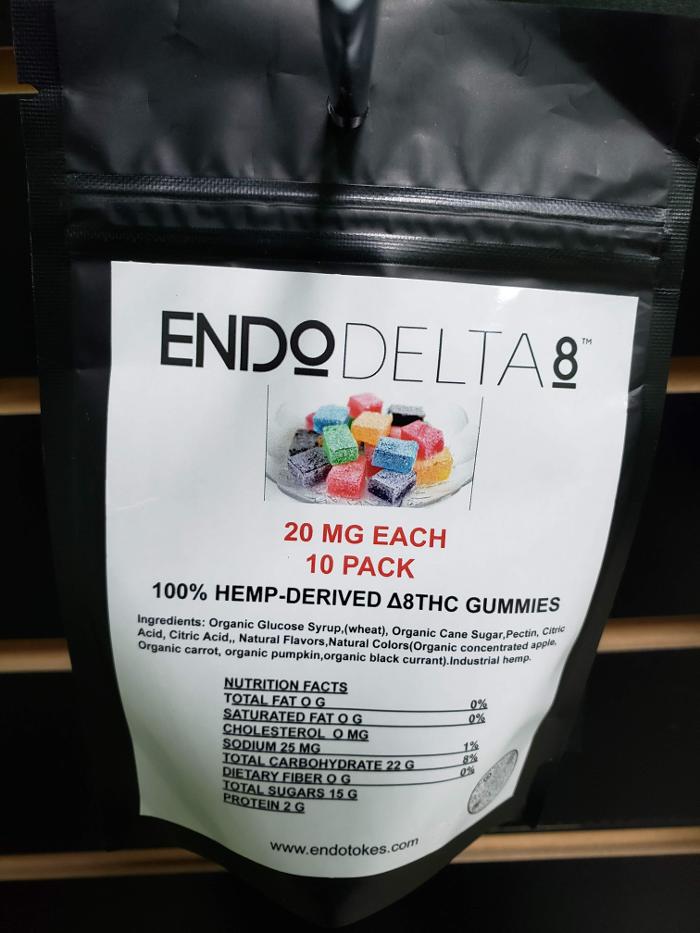 ENDODELTA8™
20 MG EACH
10 PACK
100% HEMP-DERIVED Δ8THC GUMMIES
Ingredients: Organic Glucose Syrup,(wheat), Organic Cane Sugar,Pectin, Citric
Acid, Citric Acid,, Natural Flavors,Natural Colors(Organic concentrated apple,
Organic carrot, organic pumpkin,organic black currant).Industrial hemp.
NUTRITION FACTS
TOTAL FAT O G 0%
SATURATED FAT O G 0%
CHOLESTEROL O MG
SODIUM 25 MG 1%
TOTAL CARBOHYDRATE 22 G 8%
DIETARY FIBER O G 0%
TOTAL SUGARS 15 G
PROTEIN 2 G
www.endotokes.com